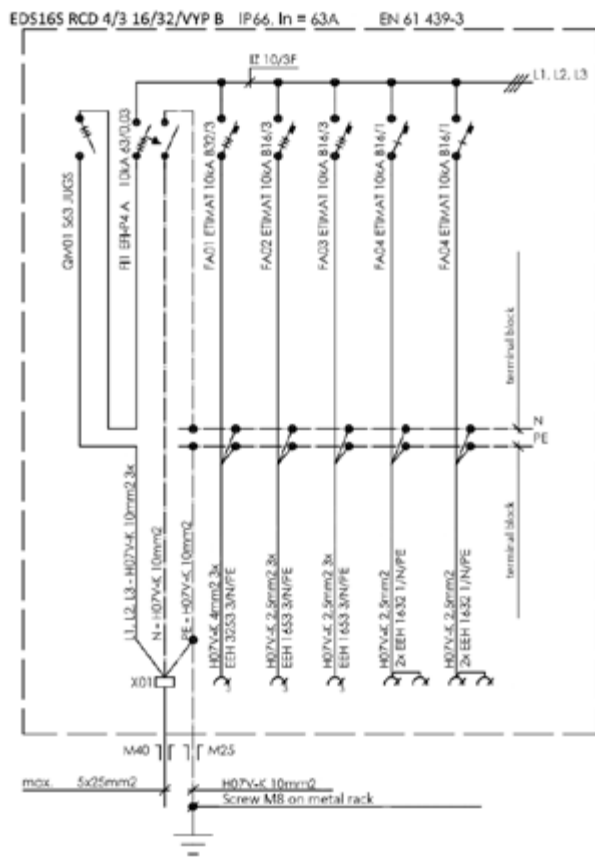 EDS16S RCD 4/3 16/32/VYP B IP66, In = 63A EN 61 439-3
IZ 10/3F
L1, L2, L3
QM01 S63 JUGS
FI1 EFI-P4 A 10kA 63/0,03
FA01 ETIMAT 10kA B32/3
FA02 ETIMAT 10kA B16/3
FA03 ETIMAT 10kA B16/3
FA04 ETIMAT 10kA B16/1
FA04 ETIMAT 10kA B16/1
terminal block
N
PE
terminal block
L1, L2, L3 - H07V-K 10mm2 3x
N - H07V-K 10mm2
PE - H07V-K 10mm2
H07V-K 4mm2 3x
EEH 3253 3/N/PE
H07V-K 2,5mm2 3x
EEH 1653 3/N/PE
H07V-K 2,5mm2 3x
EEH 1653 3/N/PE
H07V-K 2,5mm2
2x EEH 1632 1/N/PE
H07V-K 2,5mm2
2x EEH 1632 1/N/PE
X01
M40
M25
max. 5x25mm2
H07V-K 10mm2
Screw M8 on metal rack